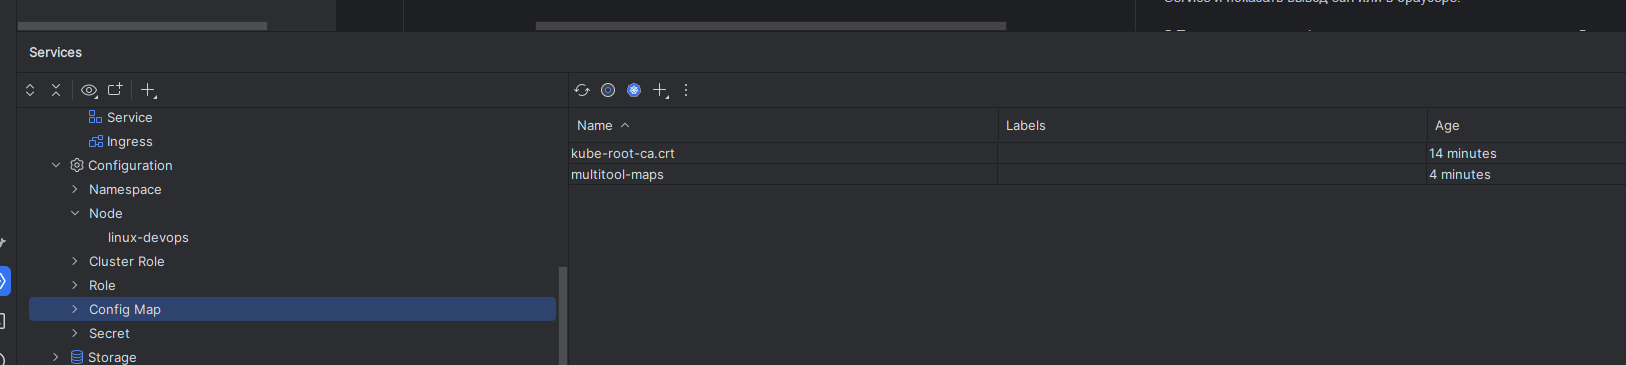 Services
Service
Ingress
Configuration
Namespace
Node
linux-devops
Cluster Role
Role
Config Map
Secret
Storage
Name Labels Age
kube-root-ca.crt 14 minutes
multitool-maps 4 minutes